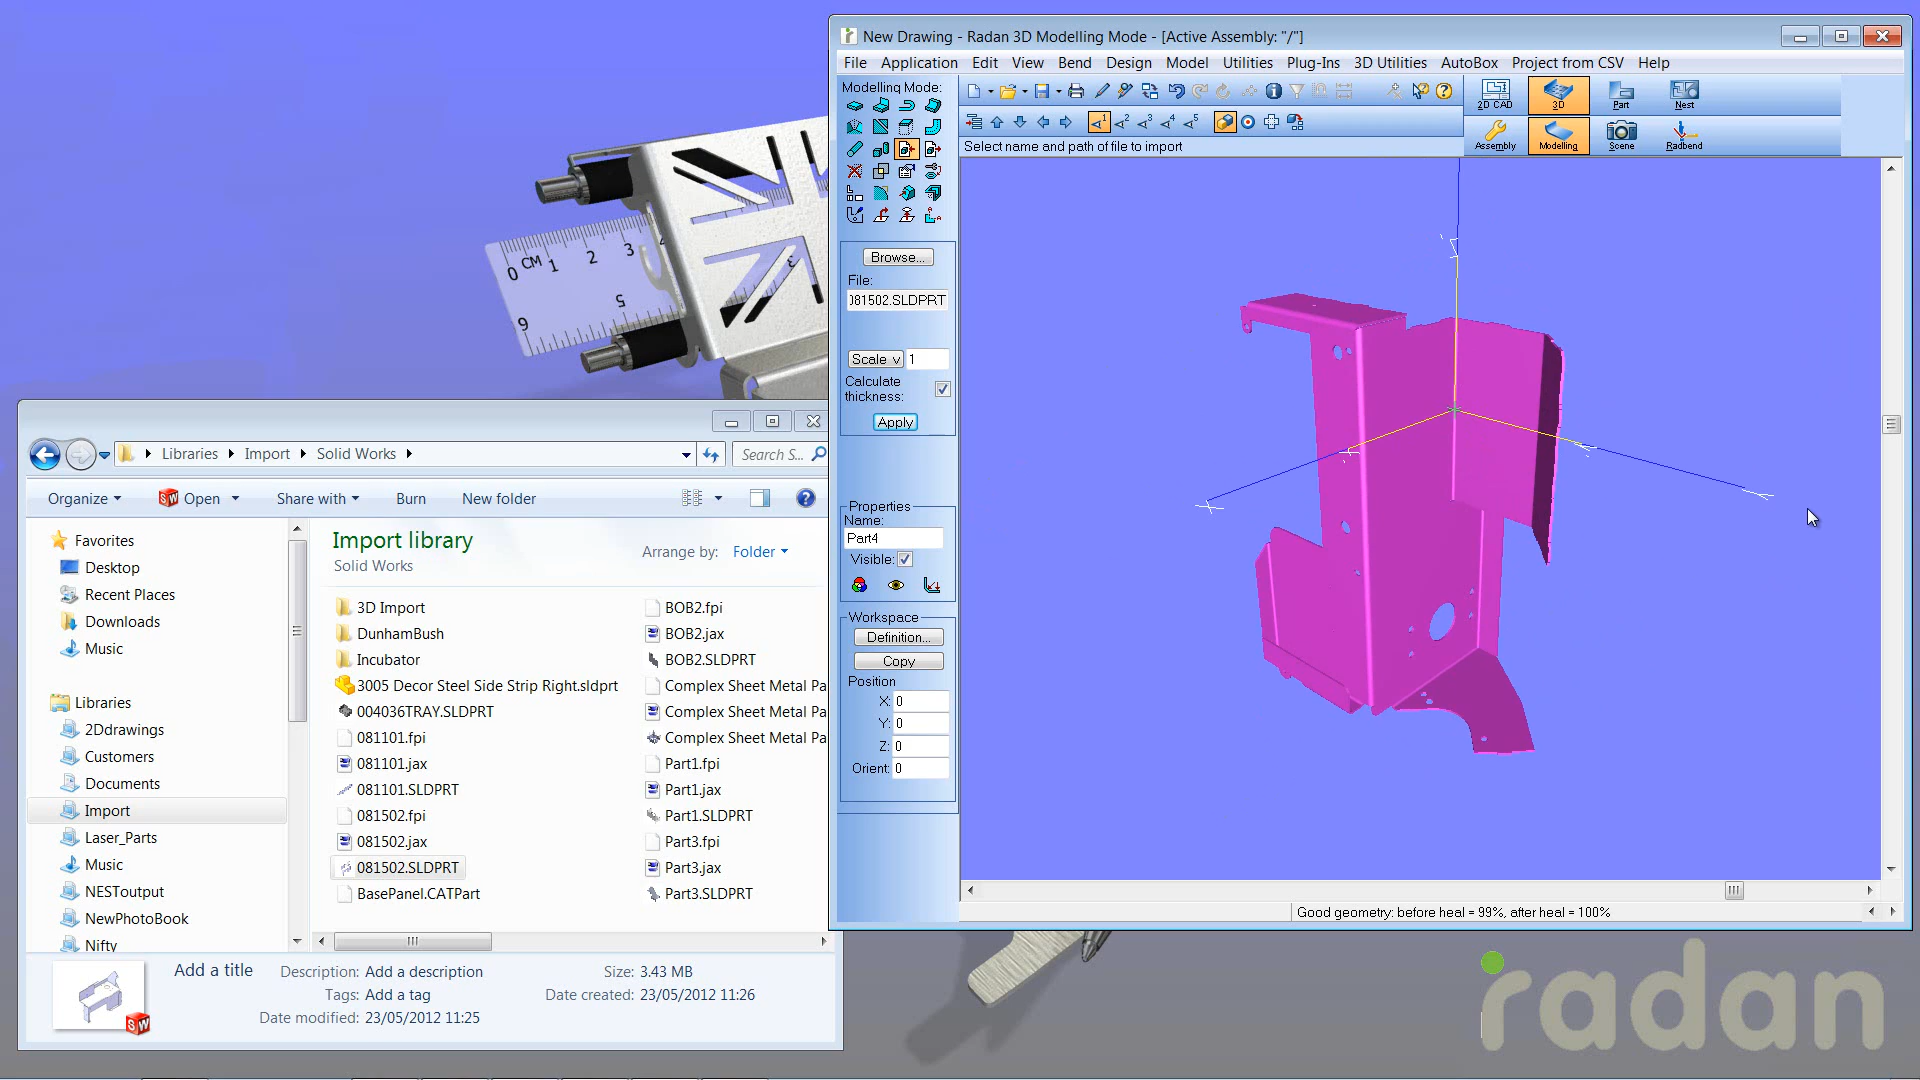 New Drawing - Radan 3D Modelling Mode - [Active Assembly: "/"]
File Application Edit View Bend Design Model Utilities Plug-Ins 3D Utilities AutoBox Project from CSV Help
Modelling Mode:
2D CAD 3D Part Nest
Select name and path of file to import
Assembly Modelling Scene Radbend
Browse...
File:
081502.SLDPRT
Scale v 1
Calculate
thickness:
Apply
Properties
Name:
Part4
Visible:
Workspace
Definition...
Copy
Position
X: 0
Y: 0
Z: 0
Orient: 0
Good geometry: before heal = 99%, after heal = 100%
0 CM 1 2 3
5
6
3
Libraries Import Solid Works
Search S...
Organize Open Share with Burn New folder
Favorites
Desktop
Recent Places
Downloads
Music
Libraries
2Ddrawings
Customers
Documents
Import
Laser_Parts
Music
NESToutput
NewPhotoBook
Nifty
Import library
Solid Works
Arrange by: Folder
3D Import
DunhamBush
Incubator
3005 Decor Steel Side Strip Right.sldprt
004036TRAY.SLDPRT
081101.fpi
081101.jax
081101.SLDPRT
081502.fpi
081502.jax
081502.SLDPRT
BasePanel.CATPart
BOB2.fpi
BOB2.jax
BOB2.SLDPRT
Complex Sheet Metal Pa
Complex Sheet Metal Pa
Complex Sheet Metal Pa
Part1.fpi
Part1.jax
Part1.SLDPRT
Part3.fpi
Part3.jax
Part3.SLDPRT
Add a title
Description: Add a description
Tags: Add a tag
Date modified: 23/05/2012 11:25
Size: 3.43 MB
Date created: 23/05/2012 11:26
SW
radan